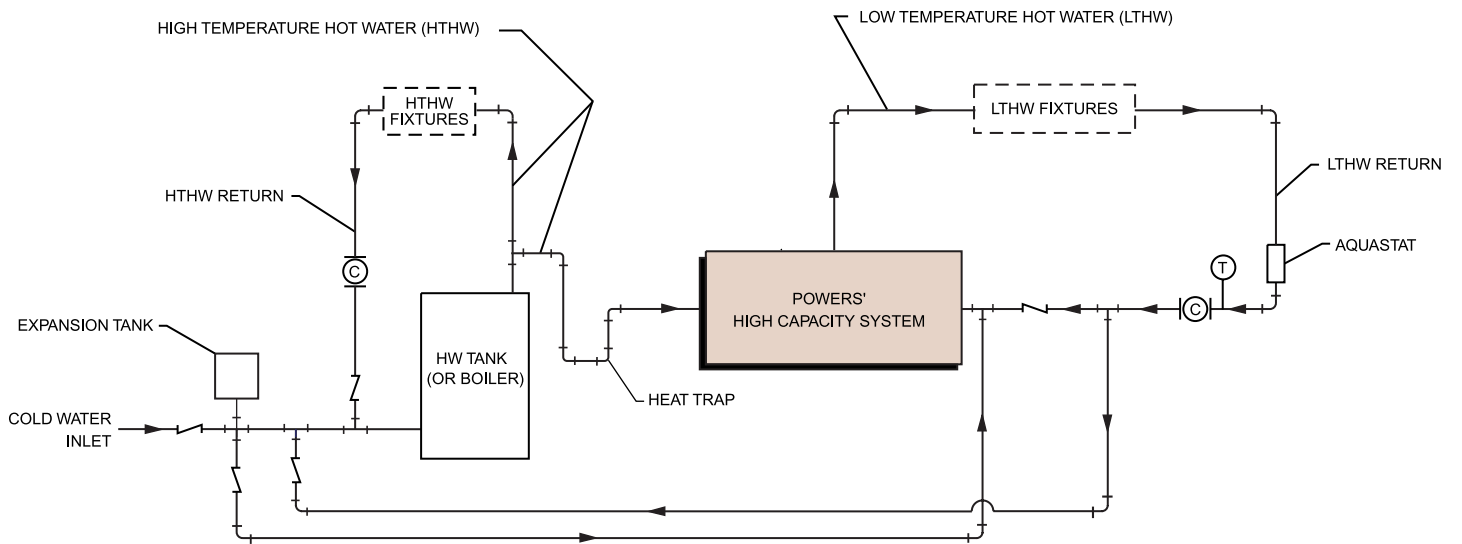 HIGH TEMPERATURE HOT WATER (HTHW)
LOW TEMPERATURE HOT WATER (LTHW)
HTHW
FIXTURES
LTHW FIXTURES
HTHW RETURN
LTHW RETURN
AQUASTAT
C
T
C
POWERS'
HIGH CAPACITY SYSTEM
EXPANSION TANK
HW TANK
(OR BOILER)
HEAT TRAP
COLD WATER
INLET